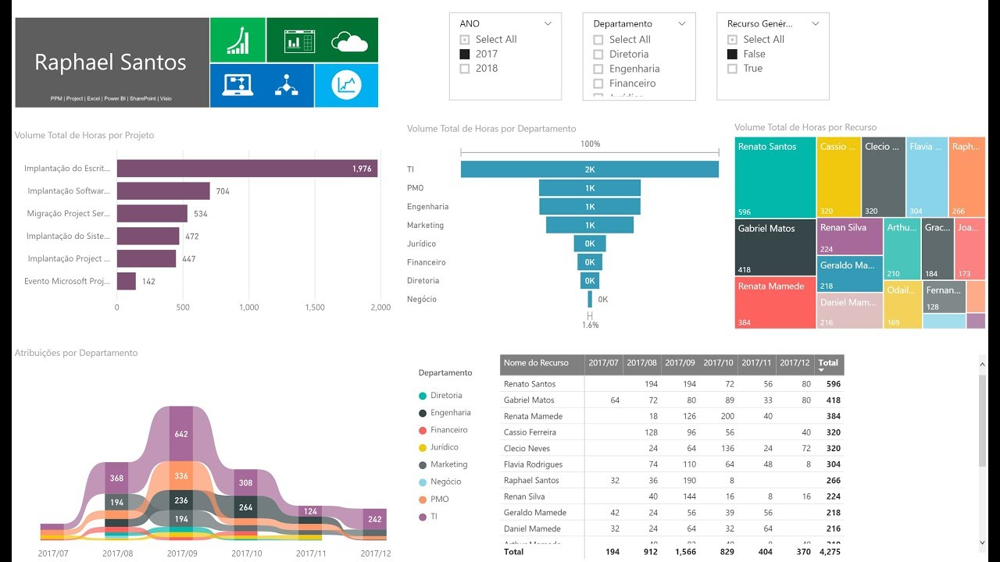 Raphael Santos
PPM | Project | Excel | Power BI | SharePoint | Visio
ANO
Select All
2017
2018
Departamento
Select All
Diretoria
Engenharia
Financeiro
Recurso Genér...
Select All
False
True
Volume Total de Horas por Projeto
Implantação do Escrit... 1,976
Implantação Softwar... 704
Migração Project Ser... 534
Implantação do Siste... 472
Implantação Project ... 447
Evento Microsoft Proj... 142
0 500 1,000 1,500 2,000
Volume Total de Horas por Departamento
100%
TI 2K
PMO 1K
Engenharia 1K
Marketing 1K
Jurídico 0K
Financeiro 0K
Diretoria 0K
Negócio 0K
1.6%
Volume Total de Horas por Recurso
Renato Santos
596
Gabriel Matos
418
Renata Mamede
384
Cassio ...
320
Clecio ...
320
Flavia ...
304
Raph...
266
Renan Silva
224
Geraldo Ma...
218
Daniel Mam...
216
Arthu...
210
Grac...
184
Joa...
173
Odail...
169
Fernan...
128
Atribuições por Departamento
642
368 336 308
194 236 264 124
194 242
2017/07 2017/08 2017/09 2017/10 2017/11 2017/12
Departamento
Diretoria
Engenharia
Financeiro
Jurídico
Marketing
Negócio
PMO
TI
Nome do Recurso 2017/07 2017/08 2017/09 2017/10 2017/11 2017/12 Total
Renato Santos 194 194 72 56 80 596
Gabriel Matos 64 72 80 89 33 80 418
Renata Mamede 18 126 200 40 384
Cassio Ferreira 128 96 56 40 320
Clecio Neves 24 64 136 24 72 320
Flavia Rodrigues 74 110 64 48 8 304
Raphael Santos 32 36 190 8 266
Renan Silva 40 144 16 8 16 224
Geraldo Mamede 42 24 56 39 56 218
Daniel Mamede 32 24 64 32 64 216
Total 194 912 1,566 829 404 370 4,275